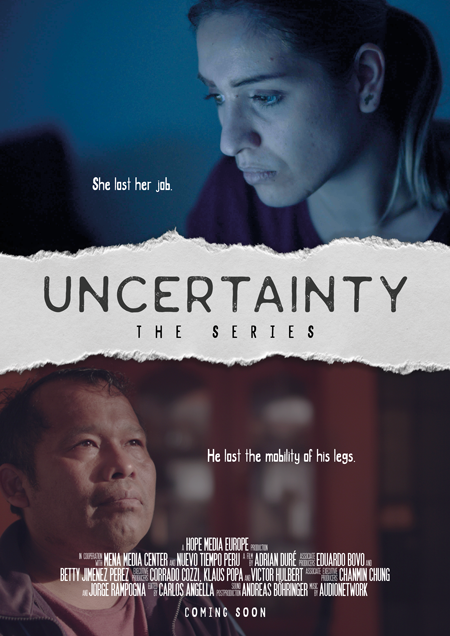 She lost her job.
UNCERTAINTY
THE SERIES
He lost the mobility of his legs.
A HOPE MEDIA EUROPE PRODUCTION
IN COOPERATION WITH MENA MEDIA CENTER AND NUEVO TIEMPO PERU A FILM BY ADRIAN DURÉ ASSOCIATE PRODUCERS EDUARDO BOVO AND
BETTY JIMENEZ PEREZ EXECUTIVE PRODUCERS CORRADO COZZI, KLAUS POPA AND VICTOR HULBERT ASSOCIATE EXECUTIVE PRODUCERS CHANMIN CHUNG
AND JORGE RAMPOGNA EDITED BY CARLOS ANGELLA SOUND POSTPRODUCTION ANDREAS BOHRINGER MUSIC BY AUDIONETWORK
COMING SOON